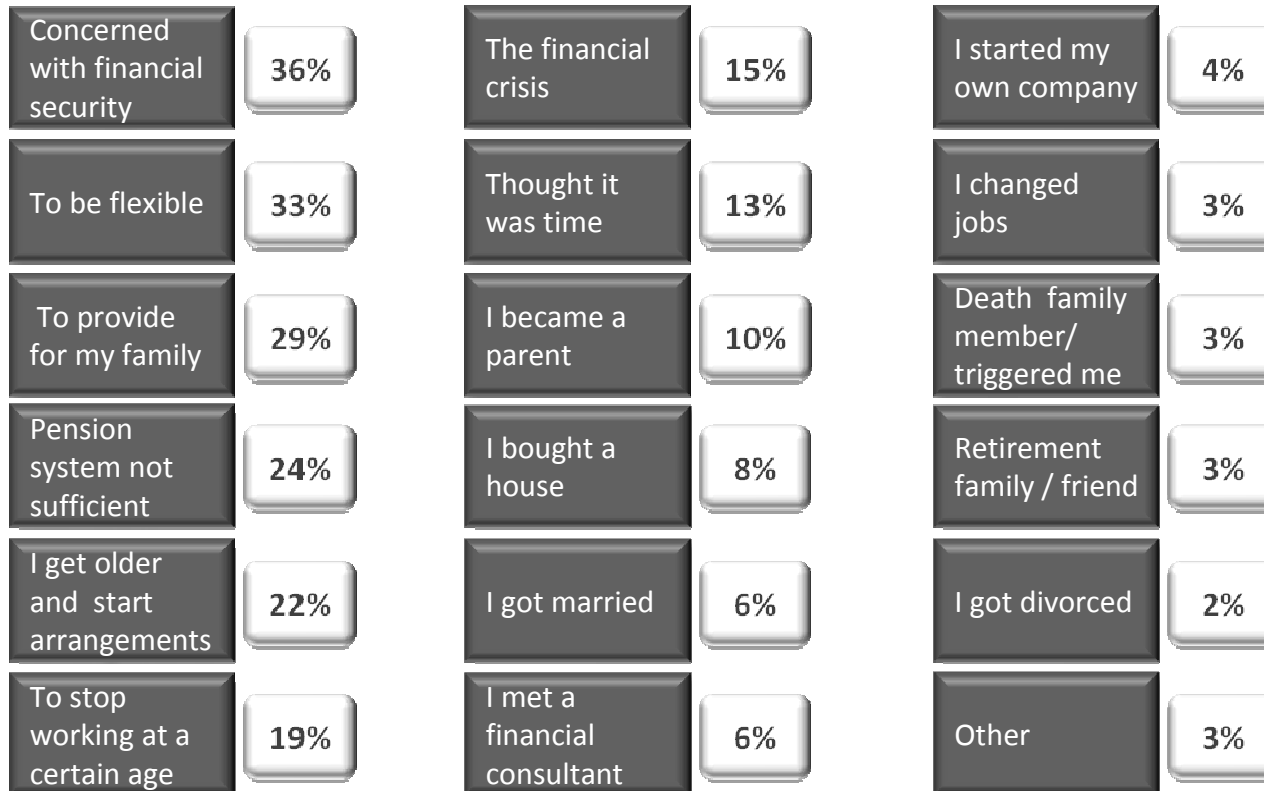 Concerned
with financial
security
36%
To be flexible
33%
To provide
for my family
29%
Pension
system not
sufficient
24%
I get older
and start
arrangements
22%
To stop
working at a
certain age
19%
The financial
crisis
15%
Thought it
was time
13%
I became a
parent
10%
I bought a
house
8%
I got married
6%
I met a
financial
consultant
6%
I started my
own company
4%
I changed
jobs
3%
Death family
member/
triggered me
3%
Retirement
family / friend
3%
I got divorced
2%
Other
3%